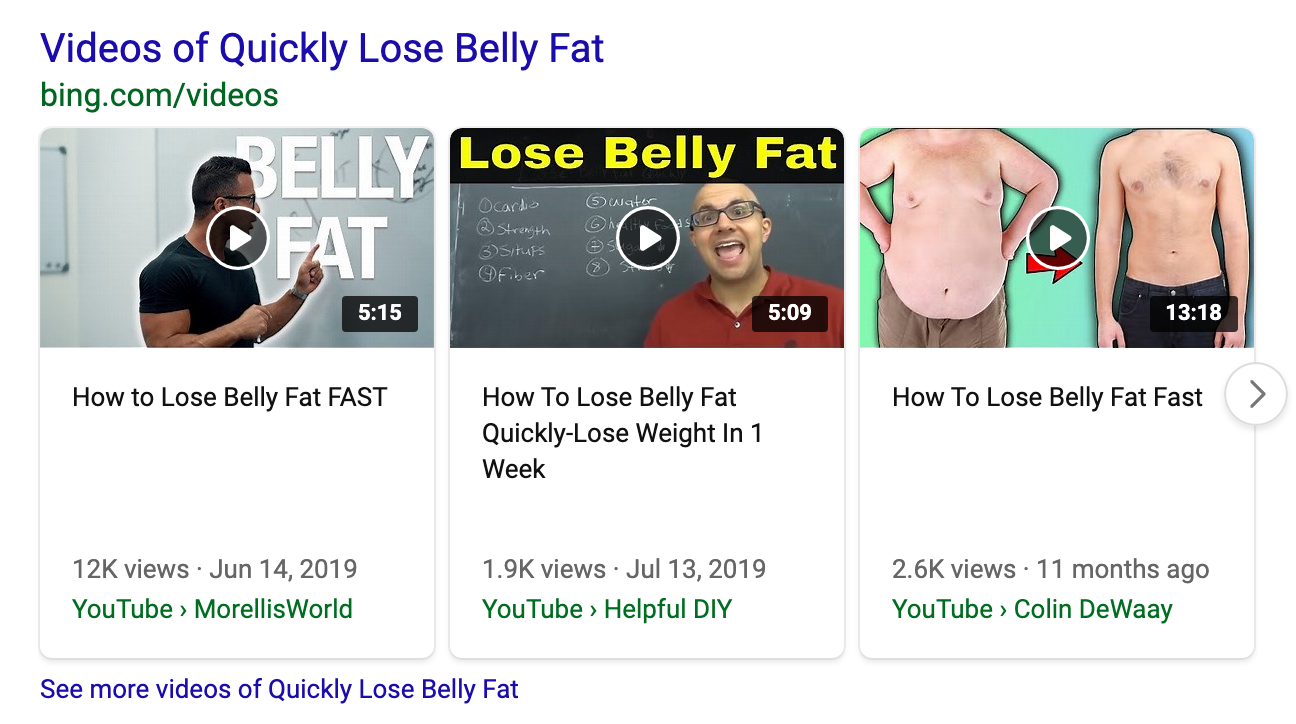 Videos of Quickly Lose Belly Fat
bing.com/videos
BELLY
FAT
5:15
Lose Belly Fat
①Cardio
②Strength
③Situps
④Fiber
⑤Water
⑥
⑦
⑧
5:09
13:18
How to Lose Belly Fat FAST
How To Lose Belly Fat
Quickly-Lose Weight In 1
Week
How To Lose Belly Fat Fast
12K views · Jun 14, 2019
YouTube › MorellisWorld
1.9K views · Jul 13, 2019
YouTube › Helpful DIY
2.6K views · 11 months ago
YouTube › Colin DeWaay
See more videos of Quickly Lose Belly Fat